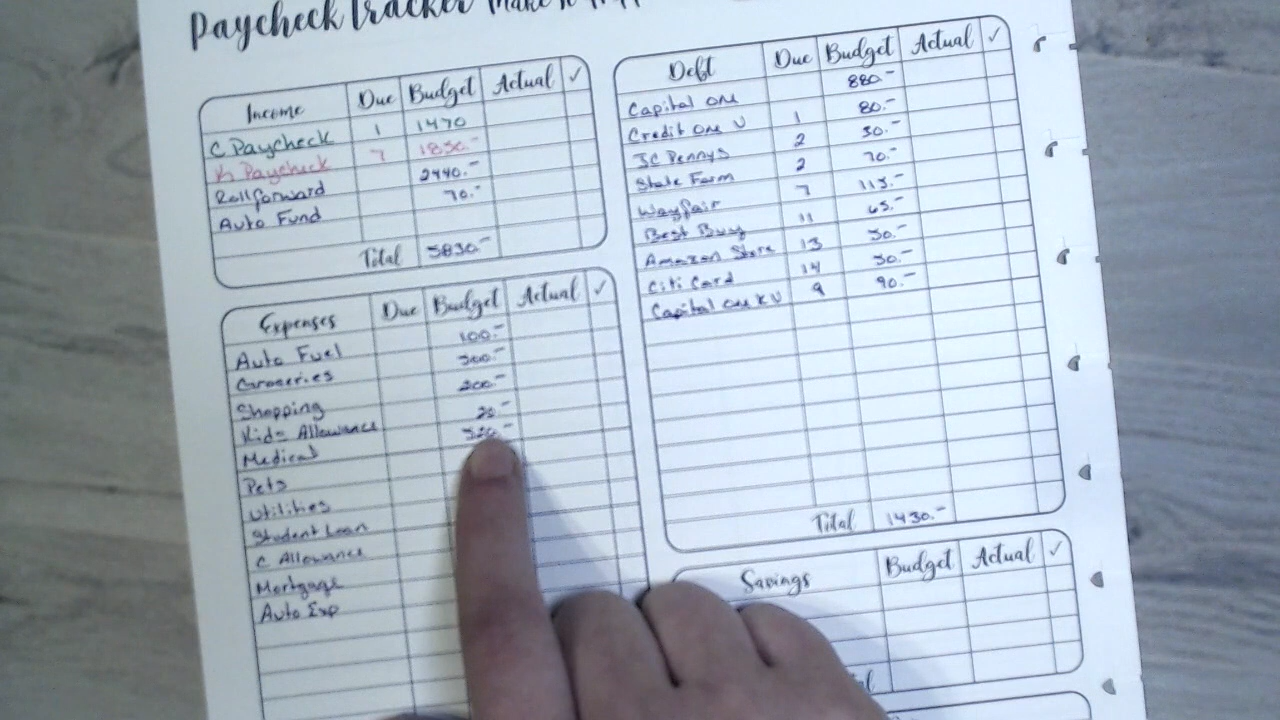 Paycheck Tracker
Income Due Budget Actual ✓
C Paycheck 1 1470
K Paycheck 7 1850.-
Rollforward 2440.-
Auto Fund 70.-
Total 5830.-
Expenses Due Budget Actual ✓
Auto Fuel 100.-
Groceries 300.-
Shopping 200.-
Kids Allowance 20.-
Medical
Pets
Utilities
Student Loan
C Allowance
Mortgage
Auto Exp
Debt Due Budget Actual ✓
Capital One 880.-
Credit One V 1 80.-
JC Pennys 2 30.-
State Farm 2 70.-
Wayfair 7 115.-
Best Buy 11 65.-
Amazon Store 13 50.-
Citi Card 14 50.-
Capital One KV 9 90.-
Total 1430.-
Savings Budget Actual ✓